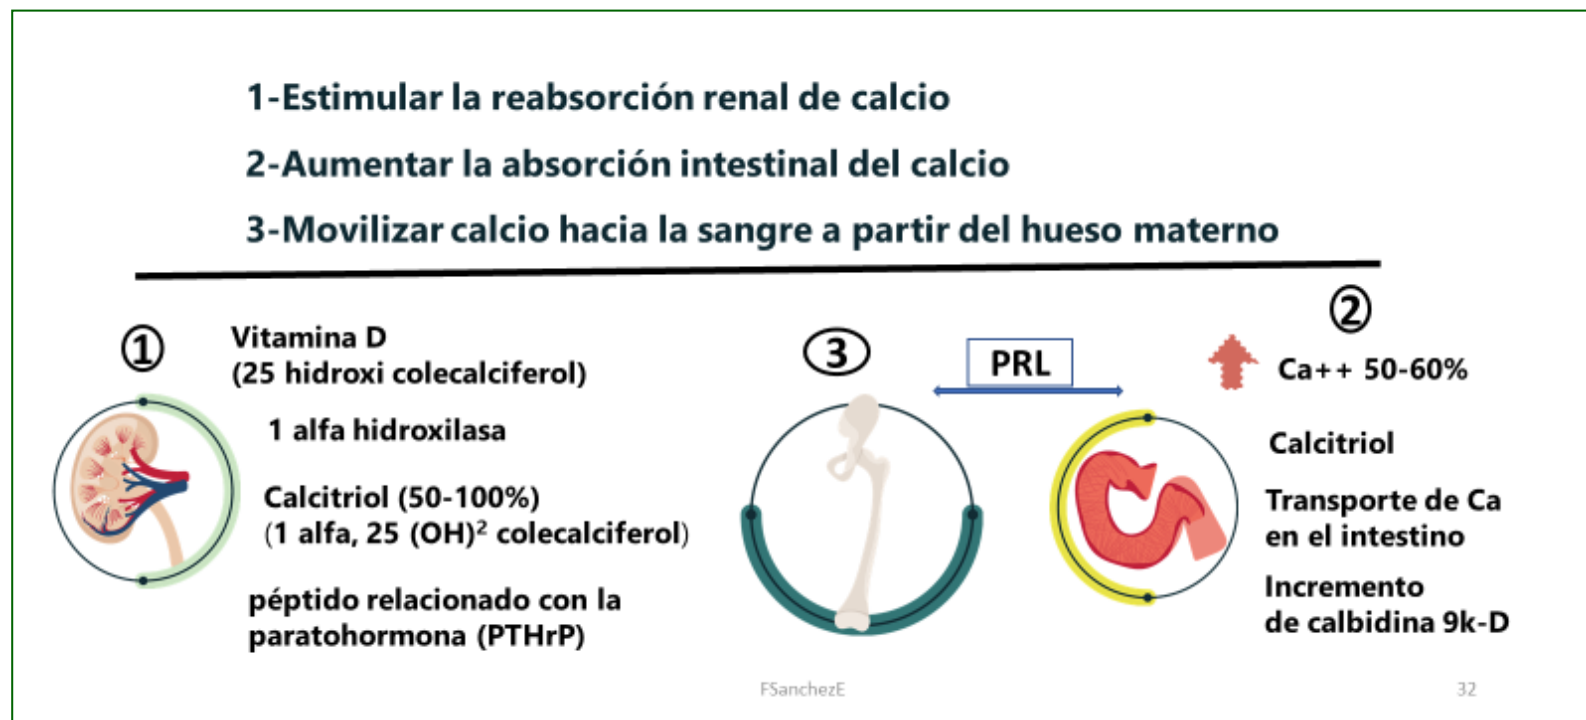 1-Estimular la reabsorción renal de calcio
2-Aumentar la absorción intestinal del calcio
3-Movilizar calcio hacia la sangre a partir del hueso materno
1
Vitamina D
(25 hidroxi colecalciferol)
1 alfa hidroxilasa
Calcitriol (50-100%)
(1 alfa, 25 (OH)² colecalciferol)
péptido relacionado con la
paratohormona (PTHrP)
3
PRL
2
Ca++ 50-60%
Calcitriol
Transporte de Ca
en el intestino
Incremento
de calbidina 9k-D
FSanchezE
32